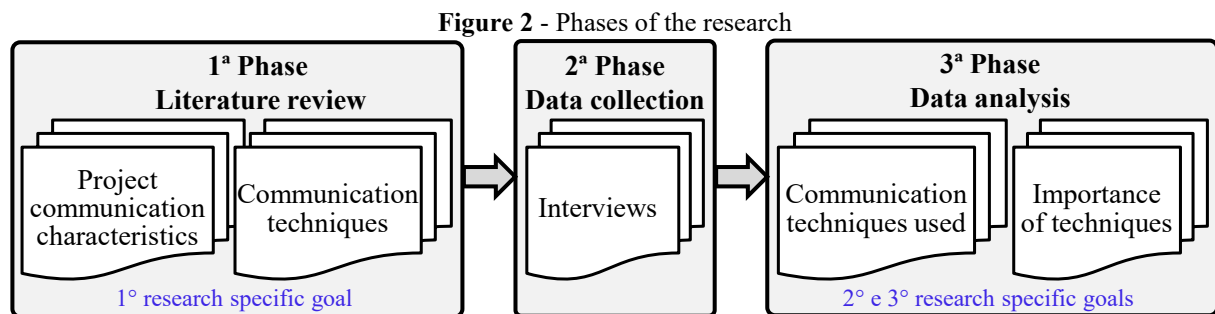 Figure 2 - Phases of the research
1ª Phase
Literature review
Project
communication
characteristics
Communication
techniques
1° research specific goal
2ª Phase
Data collection
Interviews
3ª Phase
Data analysis
Communication
techniques used
Importance
of techniques
2° e 3° research specific goals